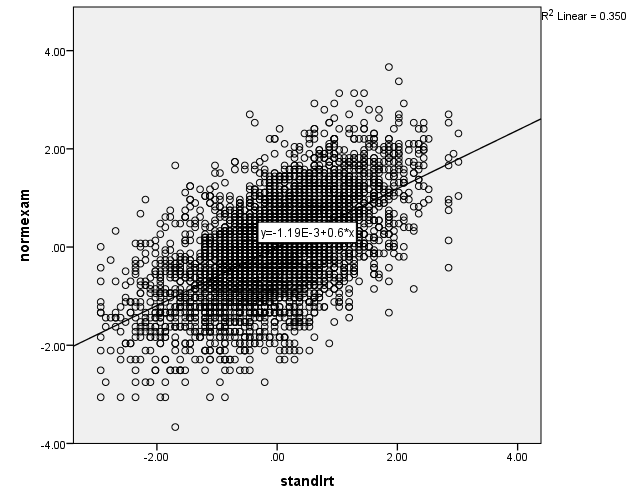 R2 Linear = 0.350
4.00
2.00
.00
-2.00
-4.00
normexam
y=-1.19E-3+0.6*x
-2.00 .00 2.00 4.00
standlrt